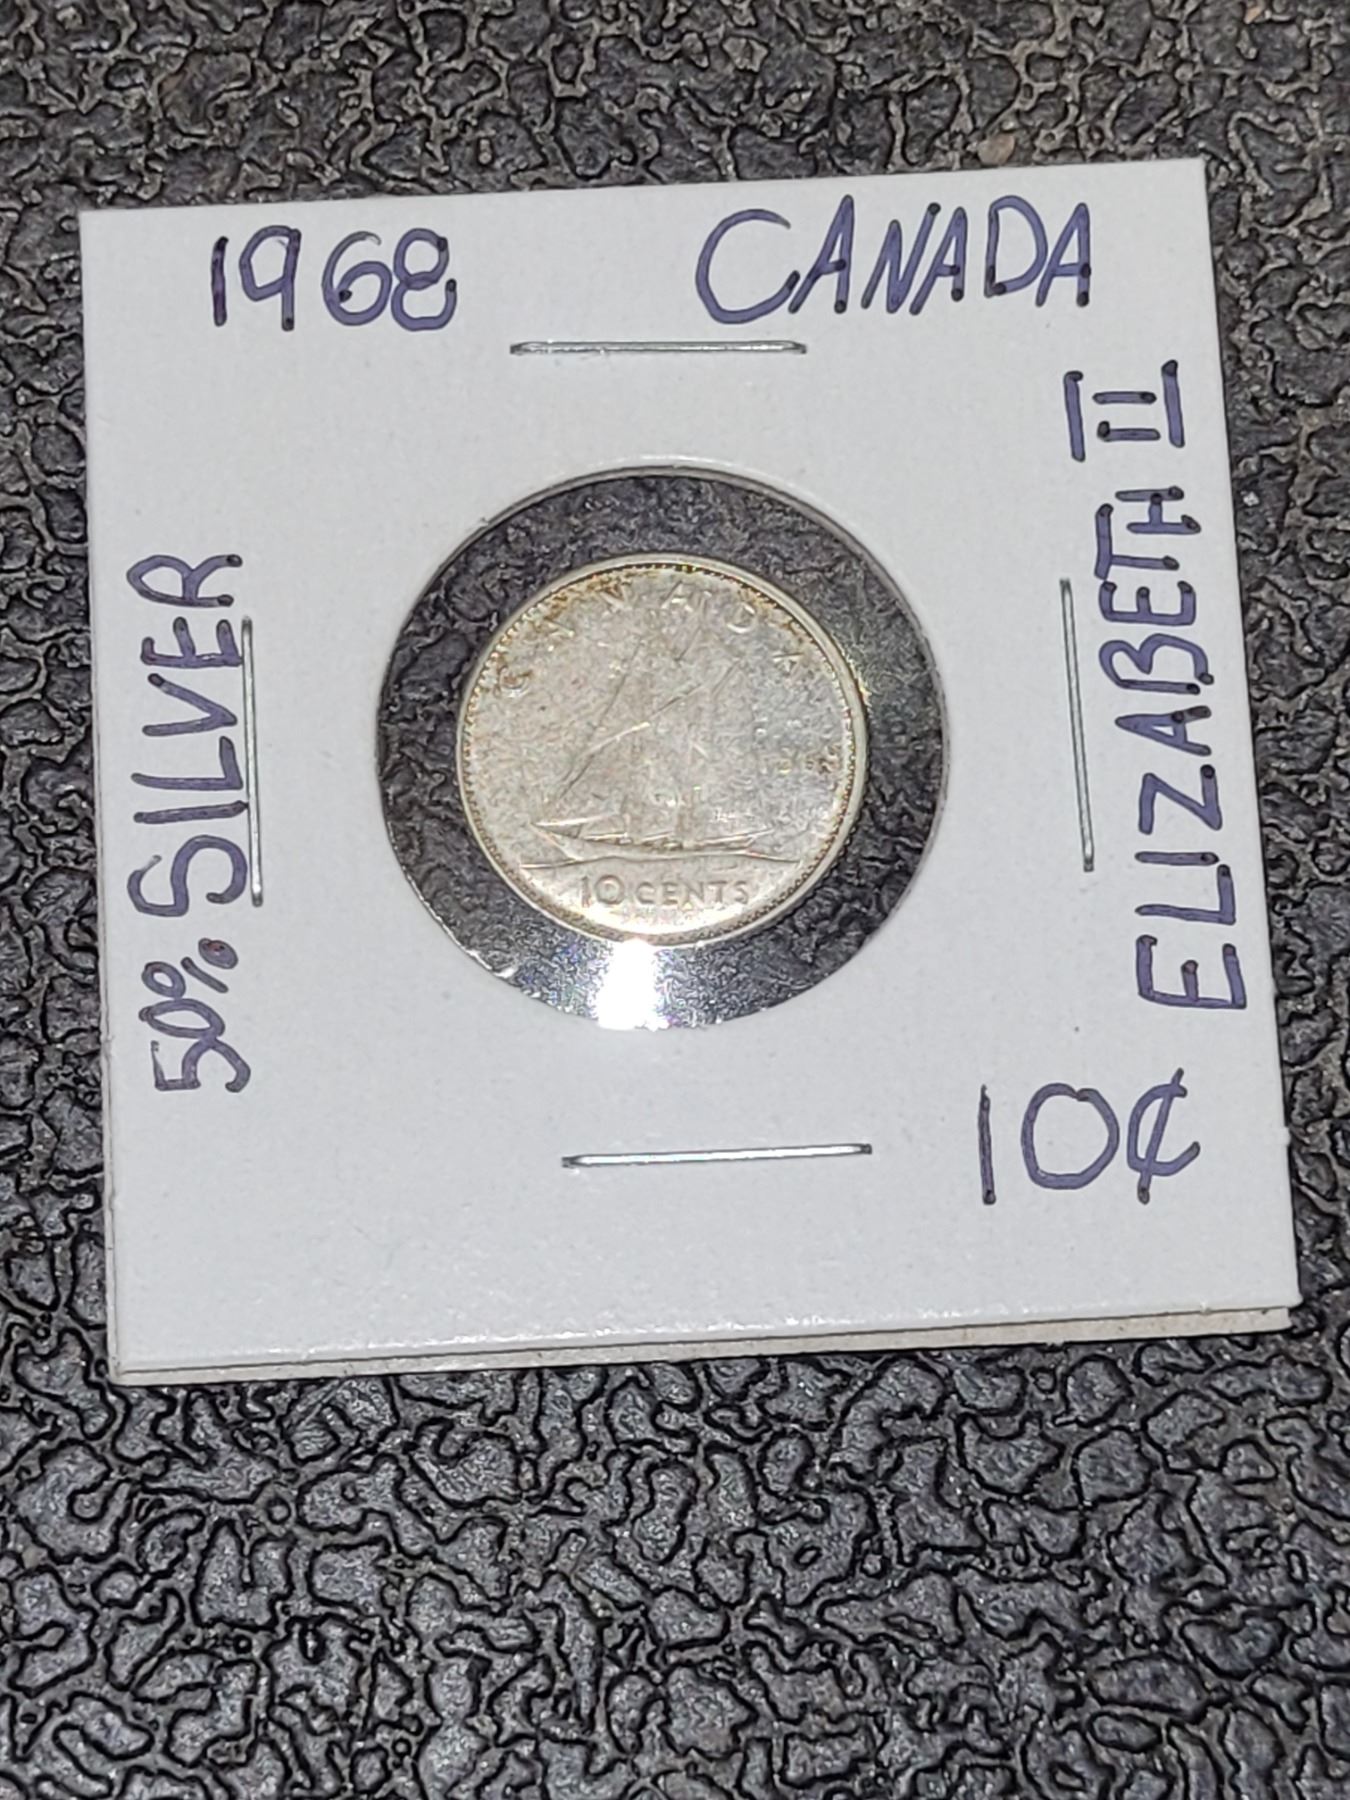 1968
CANADA
ELIZABETH II
50% SILVER
10¢
CANADA
10 CENTS